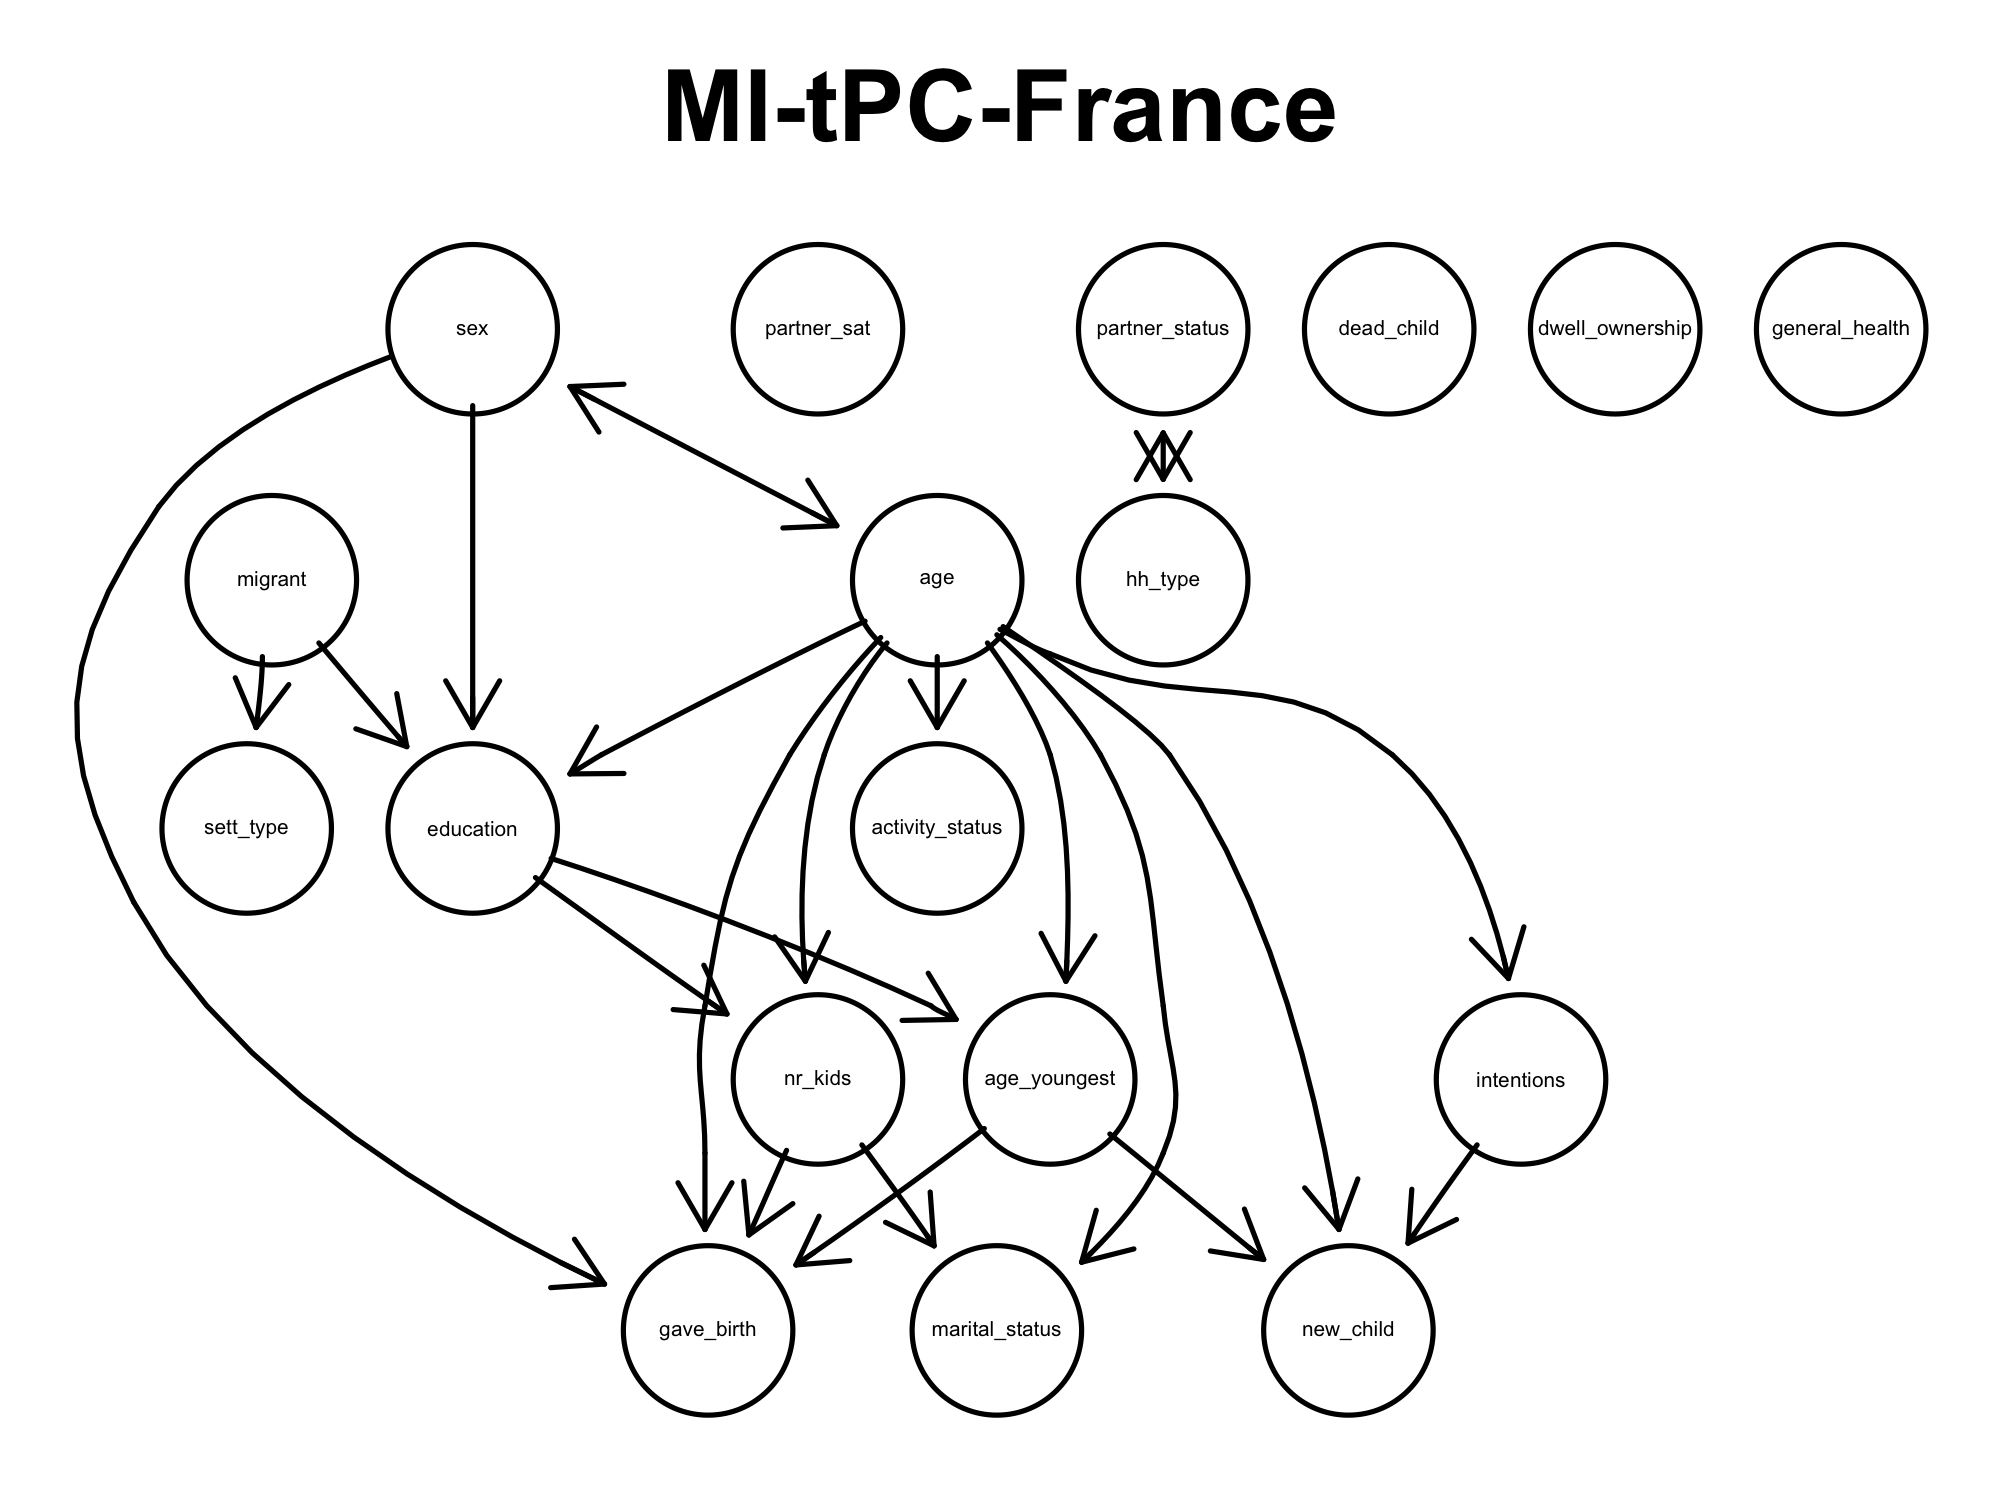 MI-tPC-France
sex
partner_sat
partner_status
dead_child
dwell_ownership
general_health
migrant
age
hh_type
sett_type
education
activity_status
nr_kids
age_youngest
intentions
gave_birth
marital_status
new_child